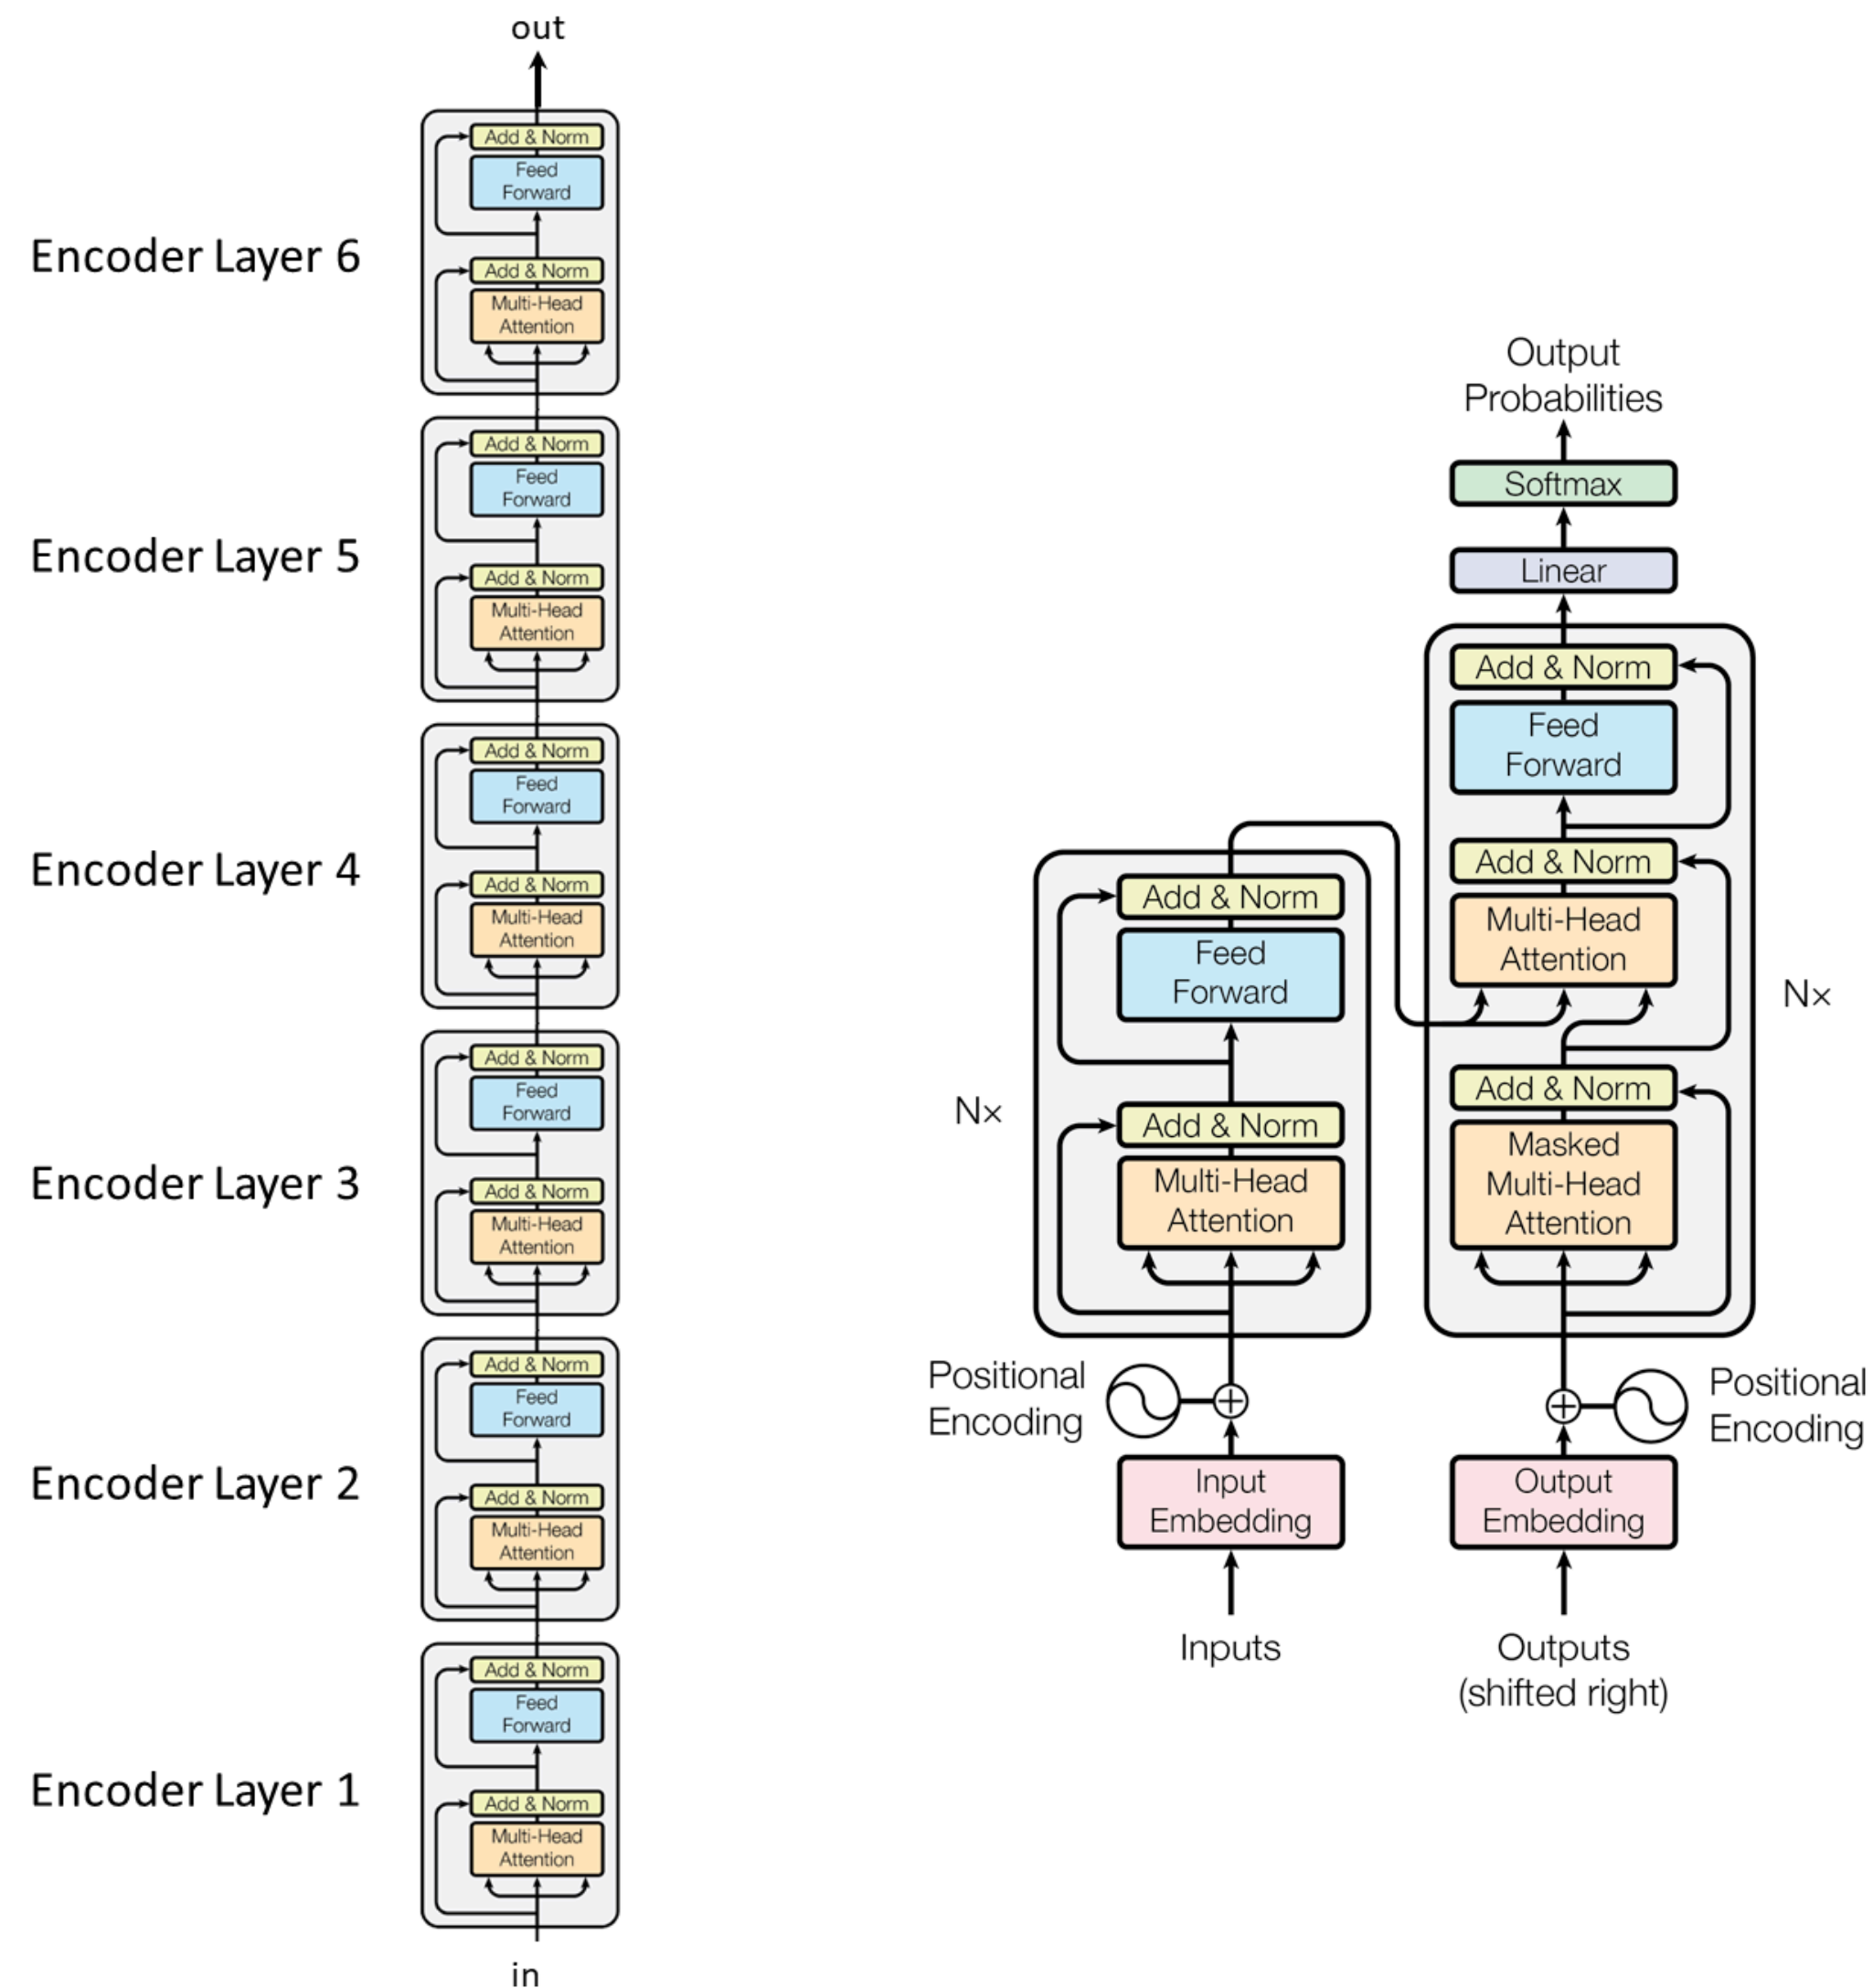 out
Encoder Layer 6
Add & Norm
Feed
Forward
Add & Norm
Multi-Head
Attention
Encoder Layer 5
Add & Norm
Feed
Forward
Add & Norm
Multi-Head
Attention
Encoder Layer 4
Add & Norm
Feed
Forward
Add & Norm
Multi-Head
Attention
Encoder Layer 3
Add & Norm
Feed
Forward
Add & Norm
Multi-Head
Attention
Encoder Layer 2
Add & Norm
Feed
Forward
Add & Norm
Multi-Head
Attention
Encoder Layer 1
Add & Norm
Feed
Forward
Add & Norm
Multi-Head
Attention
in
Nx
Add & Norm
Feed
Forward
Add & Norm
Multi-Head
Attention
Positional
Encoding
Input
Embedding
Inputs
Output
Probabilities
Softmax
Linear
Add & Norm
Feed
Forward
Add & Norm
Multi-Head
Attention
N×
Add & Norm
Masked
Multi-Head
Attention
Positional
Encoding
Output
Embedding
Outputs
(shifted right)